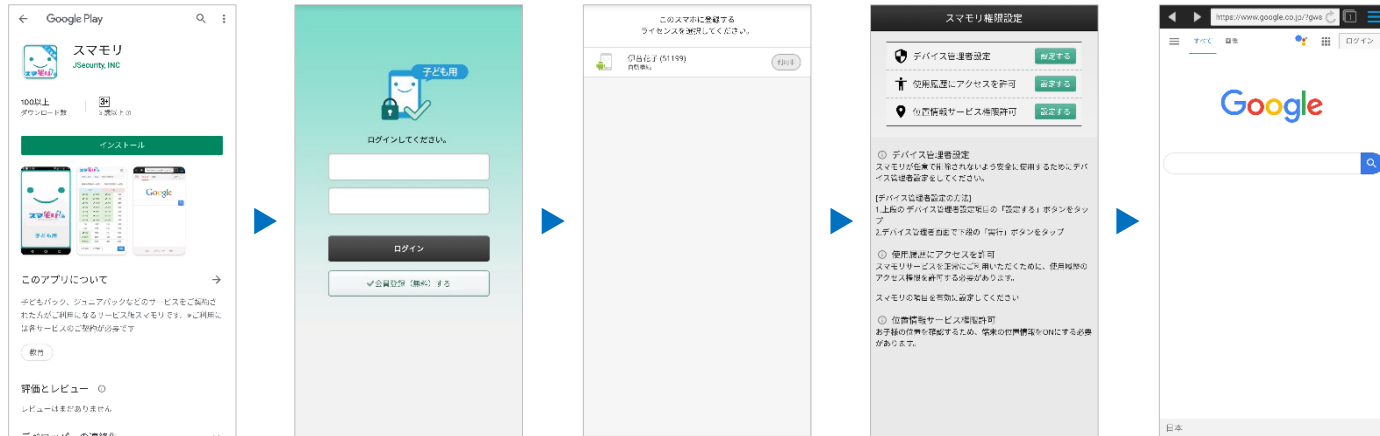 Google Play
スマモリ
JSecurity, INC
100以上
ダウンロード数
3+
3 歳以上
インストール
このアプリについて
子どもパック、ジュニアパックなどのサービスをご契約さ
れた方がご利用になるサービス版スマモリです。※ご利用に
は各サービスのご契約が必要です
教育
評価とレビュー
レビューはまだありません
子ども用
ログインしてください。
ログイン
✓会員登録（無料）する
このスマホに登録する
ライセンスを選択してください。
(51199)
スマモリ権限設定
デバイス管理者設定
設定する
使用履歴にアクセスを許可
設定する
位置情報サービス権限許可
設定する
デバイス管理者設定
スマモリが任意で削除されないよう安全に使用するためにデバ
イス管理者設定をしてください。
[デバイス管理者設定の方法]
1.上段のデバイス管理者設定項目の「設定する」ボタンをタッ
プ
2.デバイス管理者画面で下段の「実行」ボタンをタップ
使用履歴にアクセスを許可
スマモリサービスを正常にご利用いただくために、使用履歴の
アクセス権限を許可する必要があります。
スマモリの項目を有効に設定してください
位置情報サービス権限許可
お子様の位置を確認するため、端末の位置情報をONにする必要
があります。
https://www.google.co.jp/?gws
1
すべて 画像
ログイン
Google
日本